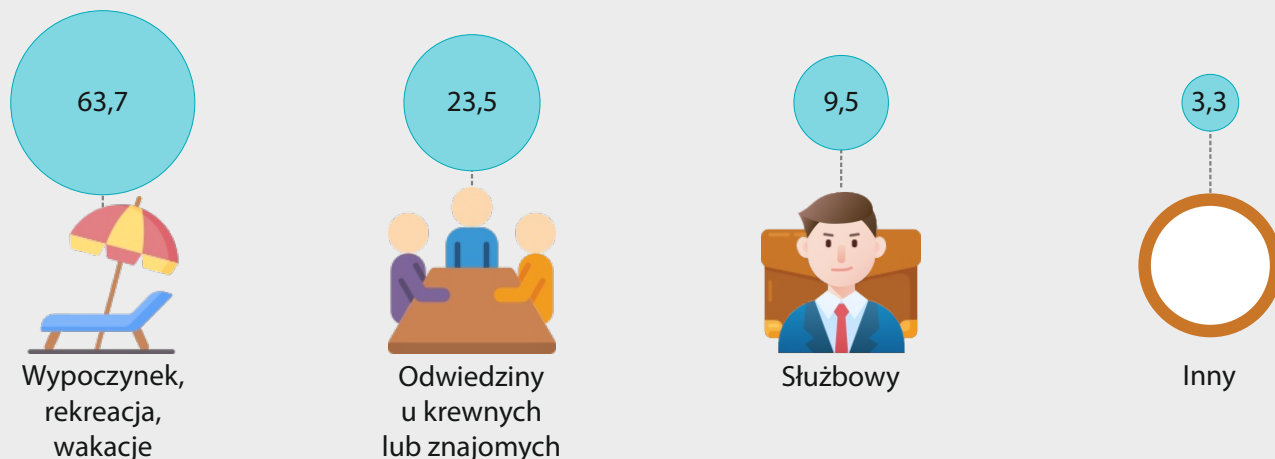 63,7
23,5
9,5
3,3
Wypoczynek,
rekreacja,
wakacje
Odwiedziny
u krewnych
lub znajomych
Służbowy
Inny